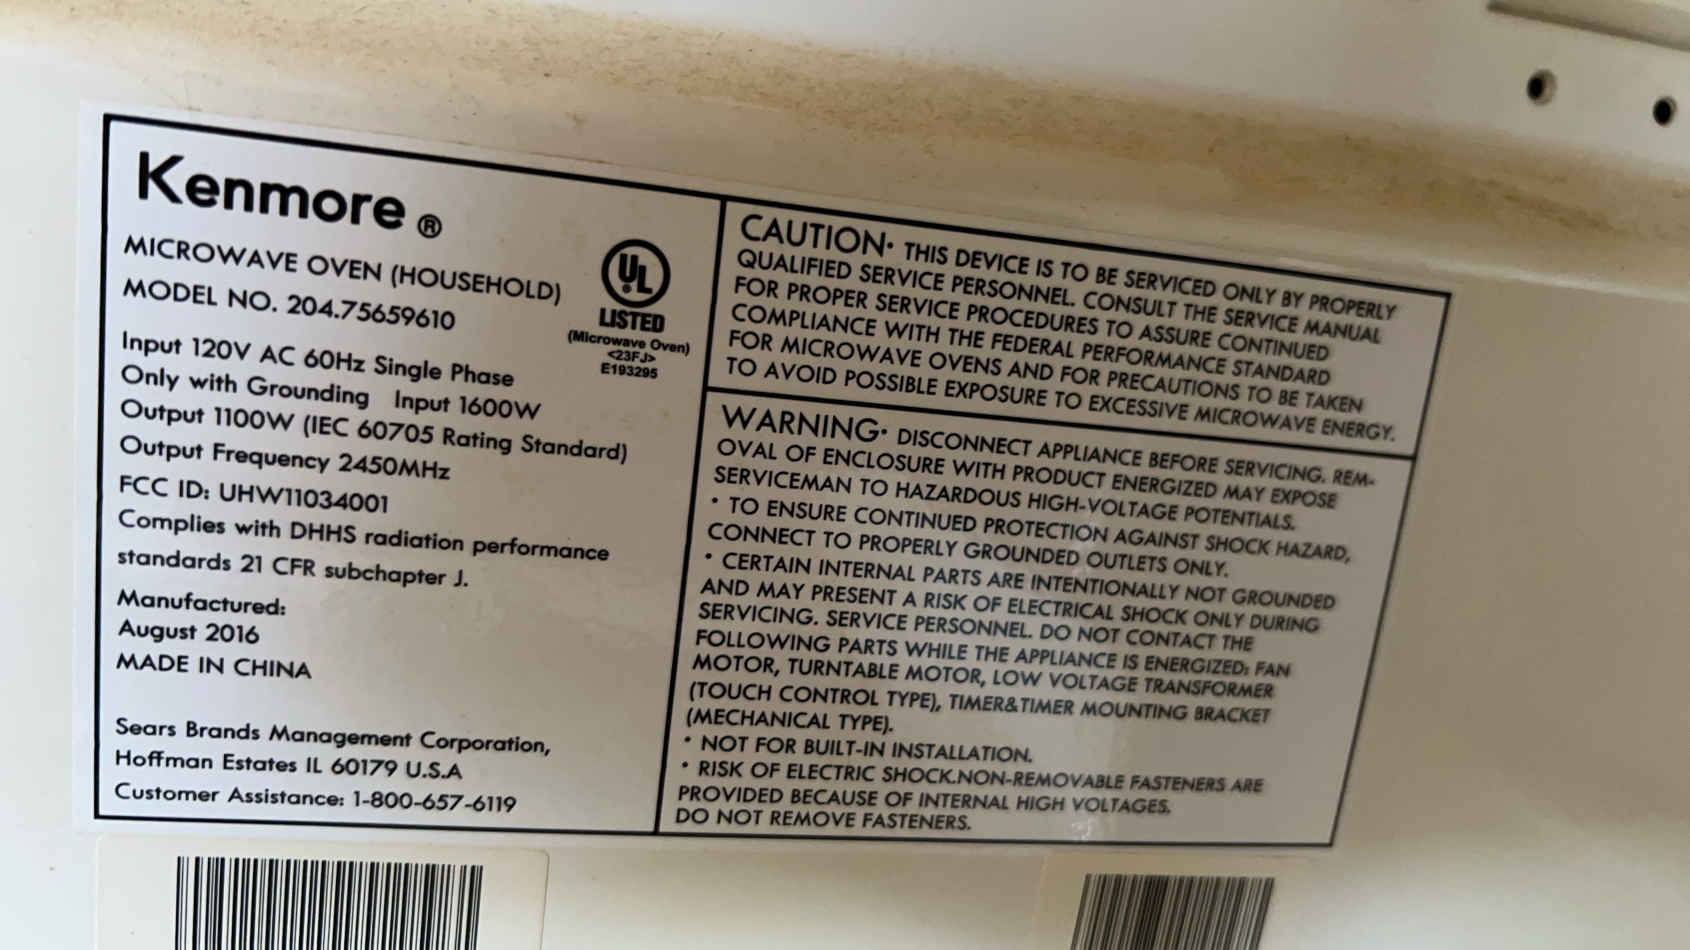 Kenmore ®
MICROWAVE OVEN (HOUSEHOLD)
MODEL NO. 204.75659610
UL
LISTED
(Microwave Oven)
<23FJ>
E193295
Input 120V AC 60Hz Single Phase
Only with Grounding Input 1600W
Output 1100W (IEC 60705 Rating Standard)
Output Frequency 2450MHz
FCC ID: UHW11034001
Complies with DHHS radiation performance
standards 21 CFR subchapter J.
Manufactured:
August 2016
MADE IN CHINA
Sears Brands Management Corporation,
Hoffman Estates IL 60179 U.S.A
Customer Assistance: 1-800-657-6119
CAUTION• THIS DEVICE IS TO BE SERVICED ONLY BY PROPERLY
QUALIFIED SERVICE PERSONNEL. CONSULT THE SERVICE MANUAL
FOR PROPER SERVICE PROCEDURES TO ASSURE CONTINUED
COMPLIANCE WITH THE FEDERAL PERFORMANCE STANDARD
FOR MICROWAVE OVENS AND FOR PRECAUTIONS TO BE TAKEN
TO AVOID POSSIBLE EXPOSURE TO EXCESSIVE MICROWAVE ENERGY.
WARNING• DISCONNECT APPLIANCE BEFORE SERVICING. REM-
OVAL OF ENCLOSURE WITH PRODUCT ENERGIZED MAY EXPOSE
SERVICEMAN TO HAZARDOUS HIGH-VOLTAGE POTENTIALS.
• TO ENSURE CONTINUED PROTECTION AGAINST SHOCK HAZARD,
CONNECT TO PROPERLY GROUNDED OUTLETS ONLY.
• CERTAIN INTERNAL PARTS ARE INTENTIONALLY NOT GROUNDED
AND MAY PRESENT A RISK OF ELECTRICAL SHOCK ONLY DURING
SERVICING. SERVICE PERSONNEL. DO NOT CONTACT THE
FOLLOWING PARTS WHILE THE APPLIANCE IS ENERGIZED: FAN
MOTOR, TURNTABLE MOTOR, LOW VOLTAGE TRANSFORMER
(TOUCH CONTROL TYPE), TIMER&TIMER MOUNTING BRACKET
(MECHANICAL TYPE).
• NOT FOR BUILT-IN INSTALLATION.
• RISK OF ELECTRIC SHOCK.NON-REMOVABLE FASTENERS ARE
PROVIDED BECAUSE OF INTERNAL HIGH VOLTAGES.
DO NOT REMOVE FASTENERS.